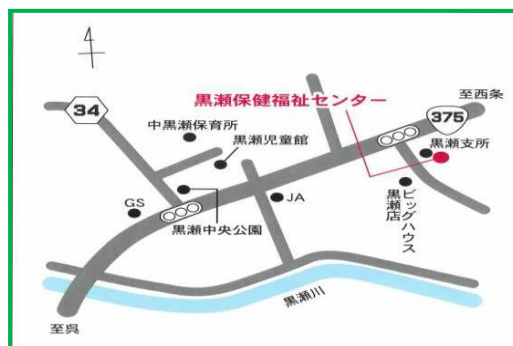 4
34
黒瀬保健福祉センター
至西条
375
中黒瀬保育所
黒瀬児童館
黒瀬支所
GS
JA
ビッグハウス
黒瀬店
黒瀬中央公園
黒瀬川
至呉